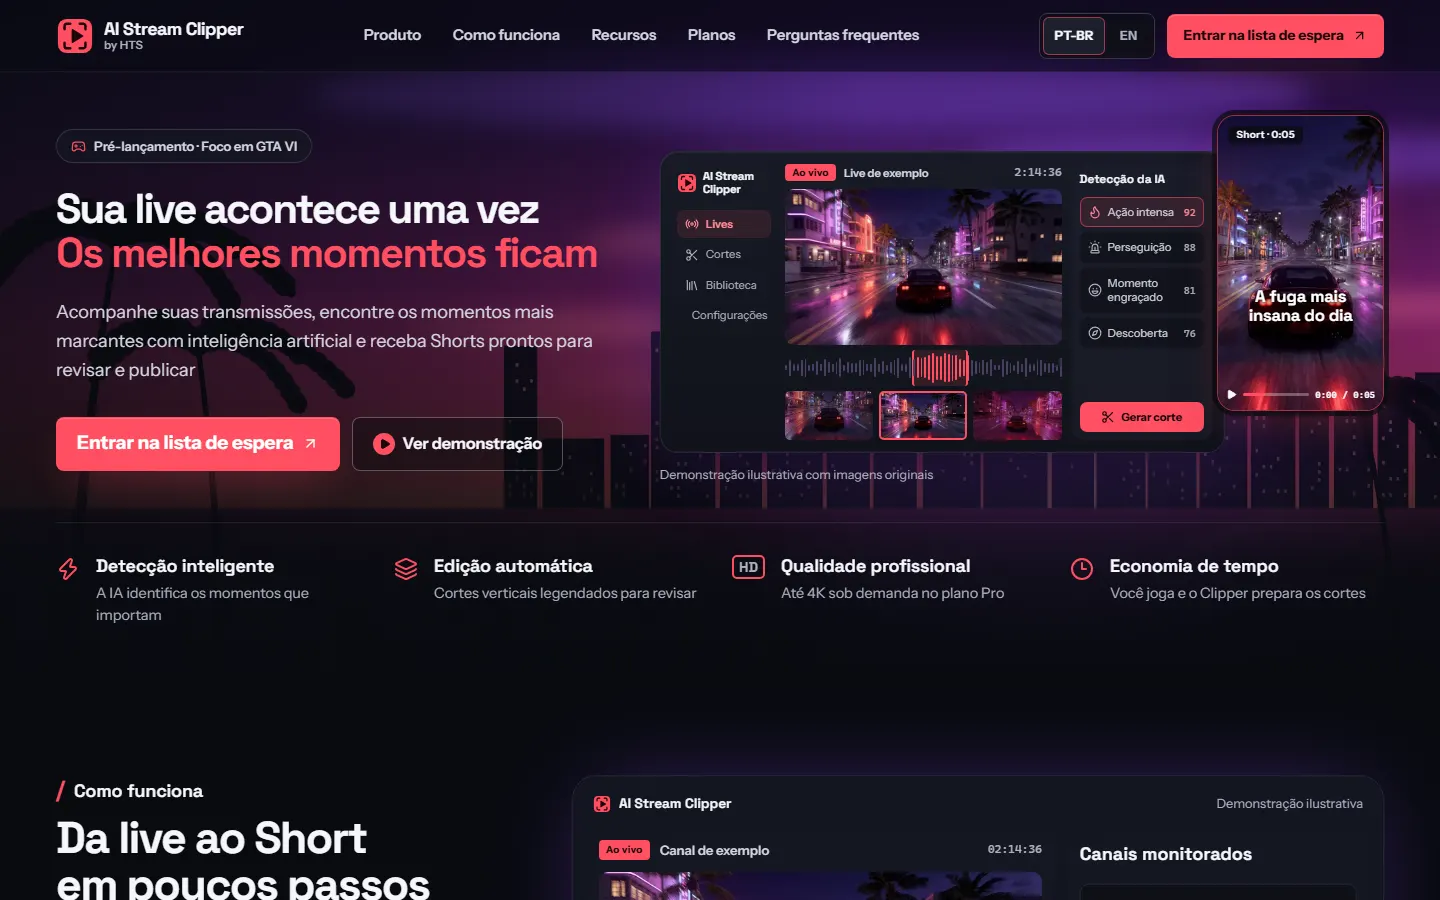 AI Stream Clipper
by HTS
Produto
Como funciona
Recursos
Planos
Perguntas frequentes
PT-BR
EN
Entrar na lista de espera
Pré-lançamento · Foco em GTA VI
Sua live acontece uma vez
Os melhores momentos ficam
Acompanhe suas transmissões, encontre os momentos mais
marcantes com inteligência artificial e receba Shorts prontos para
revisar e publicar
Entrar na lista de espera
Ver demonstração
AI Stream
Clipper
Lives
Cortes
Biblioteca
Configurações
Ao vivo
Live de exemplo
2:14:36
Detecção da IA
Ação intensa 92
Perseguição 88
Momento
engraçado 81
Descoberta 76
Gerar corte
Short · 0:05
A fuga mais
insana do dia
0:00 / 0:05
Demonstração ilustrativa com imagens originais
Detecção inteligente
A IA identifica os momentos que
importam
Edição automática
Cortes verticais legendados para revisar
HD
Qualidade profissional
Até 4K sob demanda no plano Pro
Economia de tempo
Você joga e o Clipper prepara os cortes
/ Como funciona
Da live ao Short
em poucos passos
AI Stream Clipper
Demonstração ilustrativa
Ao vivo
Canal de exemplo
02:14:36
Canais monitorados